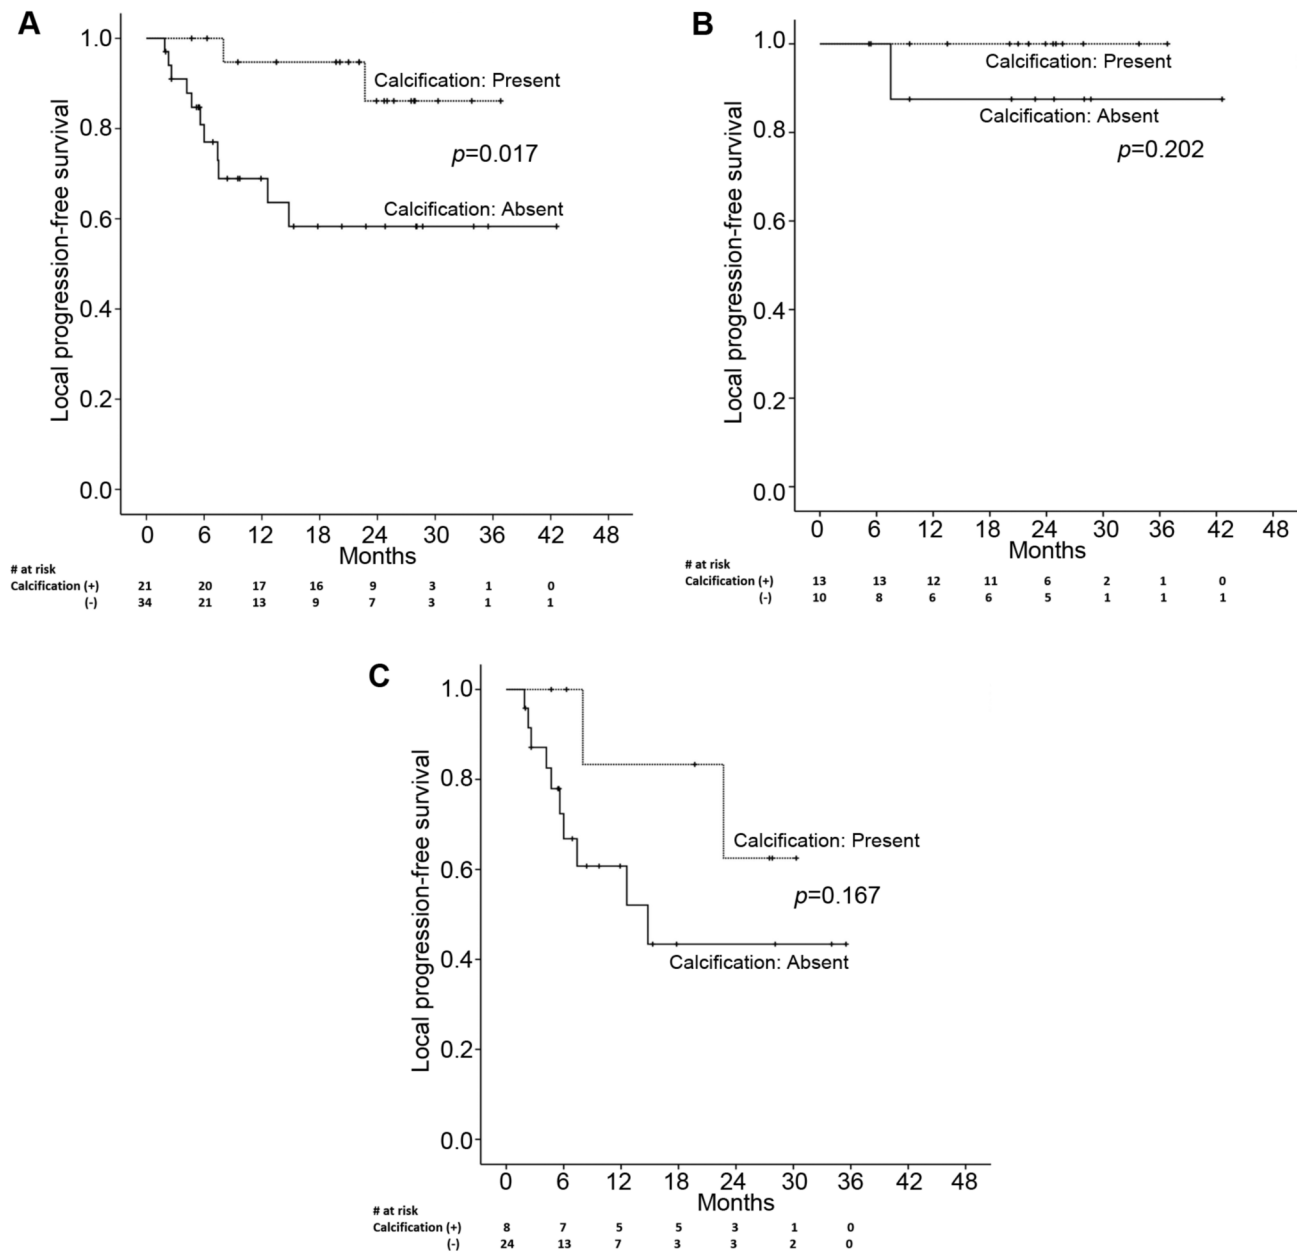 A
Local progression-free survival
1.0
0.8
0.6
0.4
0.2
0.0
Calcification: Present
p=0.017
Calcification: Absent
0 6 12 18 24 30 36 42 48
Months
# at risk
Calcification (+) 21 20 17 16 9 3 1 0
(-) 34 21 13 9 7 3 1 1
B
Local progression-free survival
1.0
0.8
0.6
0.4
0.2
0.0
Calcification: Present
Calcification: Absent
p=0.202
0 6 12 18 24 30 36 42 48
Months
# at risk
Calcification (+) 13 13 12 11 6 2 1 0
(-) 10 8 6 6 5 1 1 1
C
Local progression-free survival
1.0
0.8
0.6
0.4
0.2
0.0
Calcification: Present
p=0.167
Calcification: Absent
0 6 12 18 24 30 36 42 48
Months
# at risk
Calcification (+) 8 7 5 5 3 1 0
(-) 24 13 7 3 3 2 0